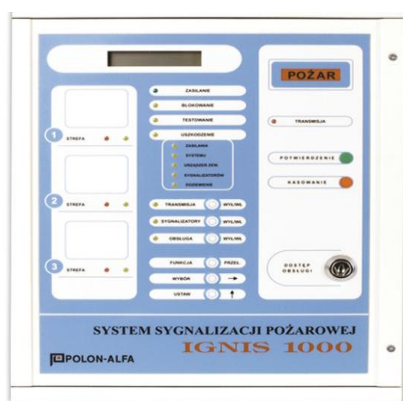 POŻAR
ZASILANIE
BLOKOWANIE
TESTOWANIE
USZKODZENIE
ZASILANIA
SYSTEMU
URZĄDZEŃ ZEWN.
SYGNALIZATORÓW
DOZIEMIENIE
1 STREFA
2 STREFA
3 STREFA
TRANSMISJA WYŁ/WŁ
SYGNALIZATORY WYŁ/WŁ
OBSŁUGA WYŁ/WŁ
FUNKCJA PRZEŁ.
WYBÓR →
USTAW ↑
TRANSMISJA
POTWIERDZENIE
KASOWANIE
DOSTĘP
OBSŁUGI
SYSTEM SYGNALIZACJI POŻAROWEJ
IGNIS 1000
POLON-ALFA